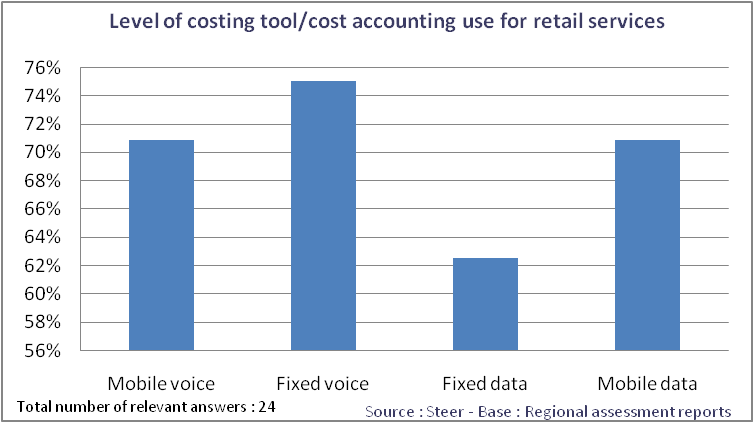 Level of costing tool/cost accounting use for retail services
76%
74%
72%
70%
68%
66%
64%
62%
60%
58%
56%
Mobile voice Fixed voice Fixed data Mobile data
Total number of relevant answers : 24
Source : Steer - Base : Regional assessment reports